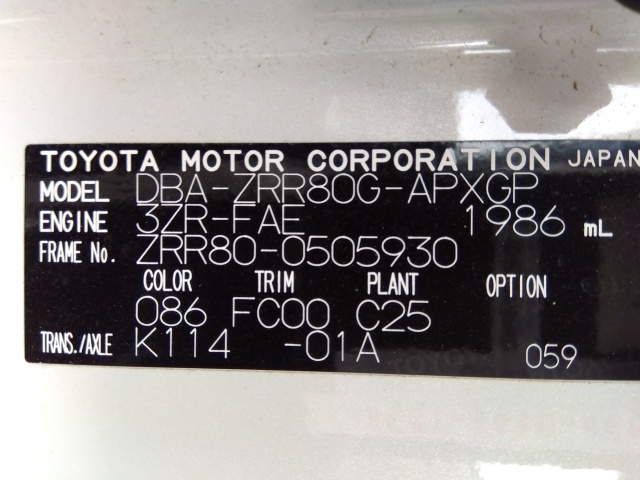 TOYOTA MOTOR CORPORATION JAPAN
MODEL DBA-ZRR80G-APXGP
ENGINE 3ZR-FAE 1986 mL
FRAME No. ZRR80-0505930
COLOR TRIM PLANT OPTION
086 FC00 C25
TRANS./AXLE K114 -01A 059